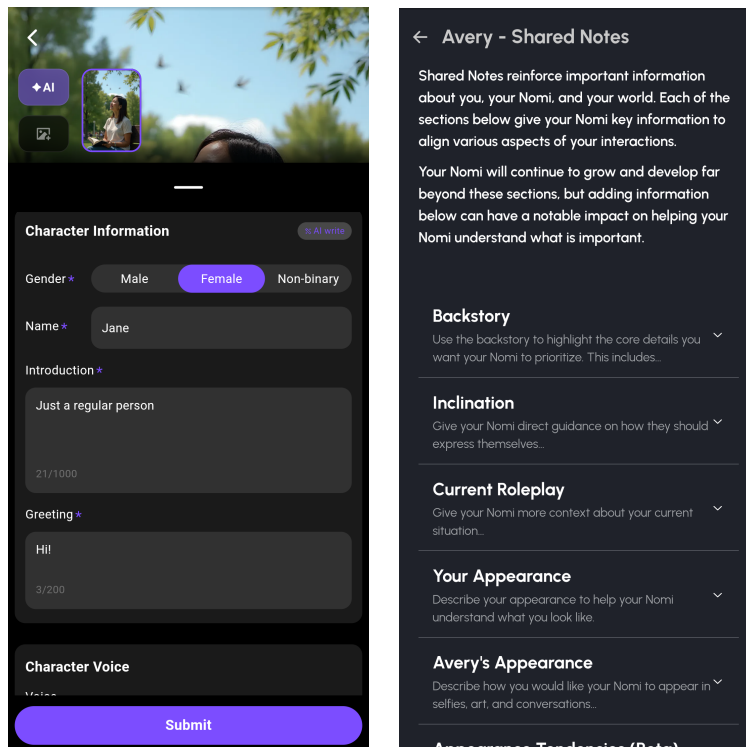 AI
Character Information
AI write
Gender*
Male
Female
Non-binary
Name*
Jane
Introduction*
Just a regular person
21/1000
Greeting*
Hi!
3/200
Character Voice
Voice
Submit
Avery - Shared Notes
Shared Notes reinforce important information
about you, your Nomi, and your world. Each of the
sections below give your Nomi key information to
align various aspects of your interactions.
Your Nomi will continue to grow and develop far
beyond these sections, but adding information
below can have a notable impact on helping your
Nomi understand what is important.
Backstory
Use the backstory to highlight the core details you
want your Nomi to prioritize. This includes...
Inclination
Give your Nomi direct guidance on how they should
express themselves...
Current Roleplay
Give your Nomi more context about your current
situation...
Your Appearance
Describe your appearance to help your Nomi
understand what you look like.
Avery's Appearance
Describe how you would like your Nomi to appear in
selfies, art, and conversations...
Appearance Tendencies (Beta)